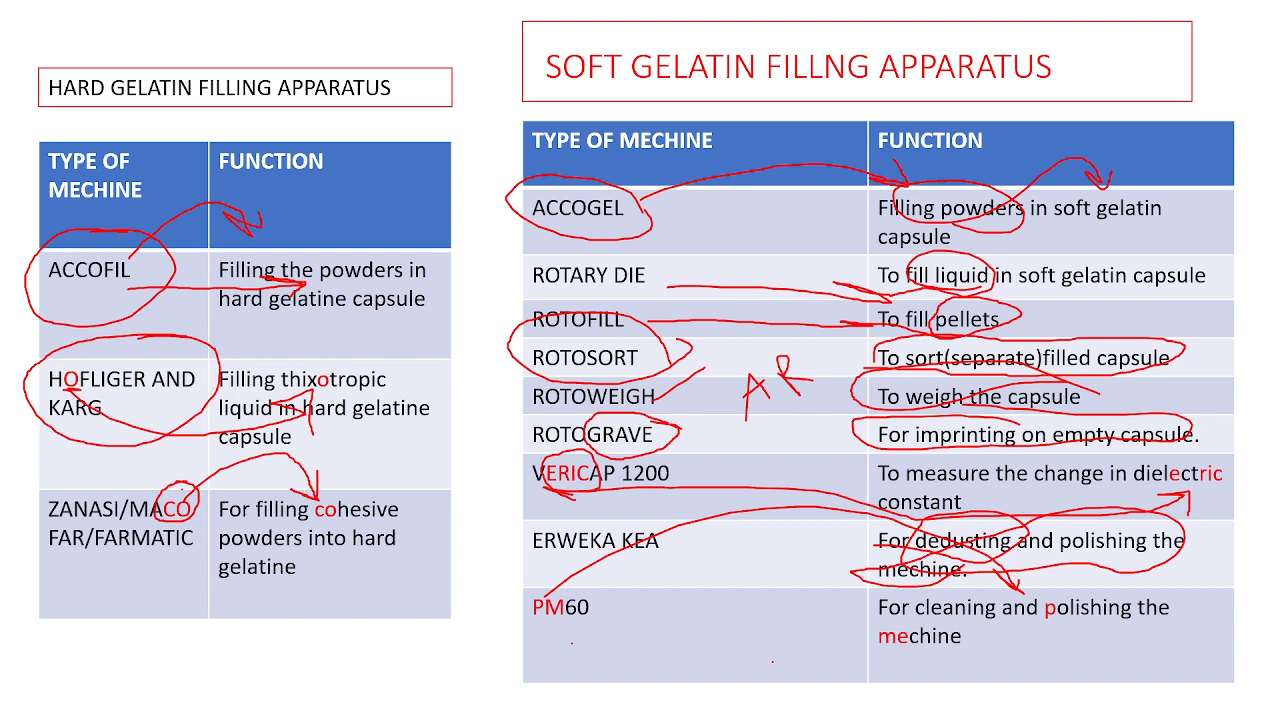 HARD GELATIN FILLING APPARATUS
TYPE OF
MECHINE
FUNCTION
ACCOFIL
Filling the powders in
hard gelatine capsule
HOFLIGER AND
KARG
Filling thixotropic
liquid in hard gelatine
capsule
ZANASI/MACO
FAR/FARMATIC
For filling cohesive
powders into hard
gelatine
SOFT GELATIN FILLNG APPARATUS
TYPE OF MECHINE
FUNCTION
ACCOGEL
Filling powders in soft gelatin
capsule
ROTARY DIE
To fill liquid in soft gelatin capsule
ROTOFILL
To fill pellets
ROTOSORT
To sort(separate)filled capsule
ROTOWEIGH
To weigh the capsule
ROTOGRAVE
For imprinting on empty capsule.
VERICAP 1200
To measure the change in dielectric
constant
ERWEKA KEA
For dedusting and polishing the
mechine.
PM60
For cleaning and polishing the
mechine
AR